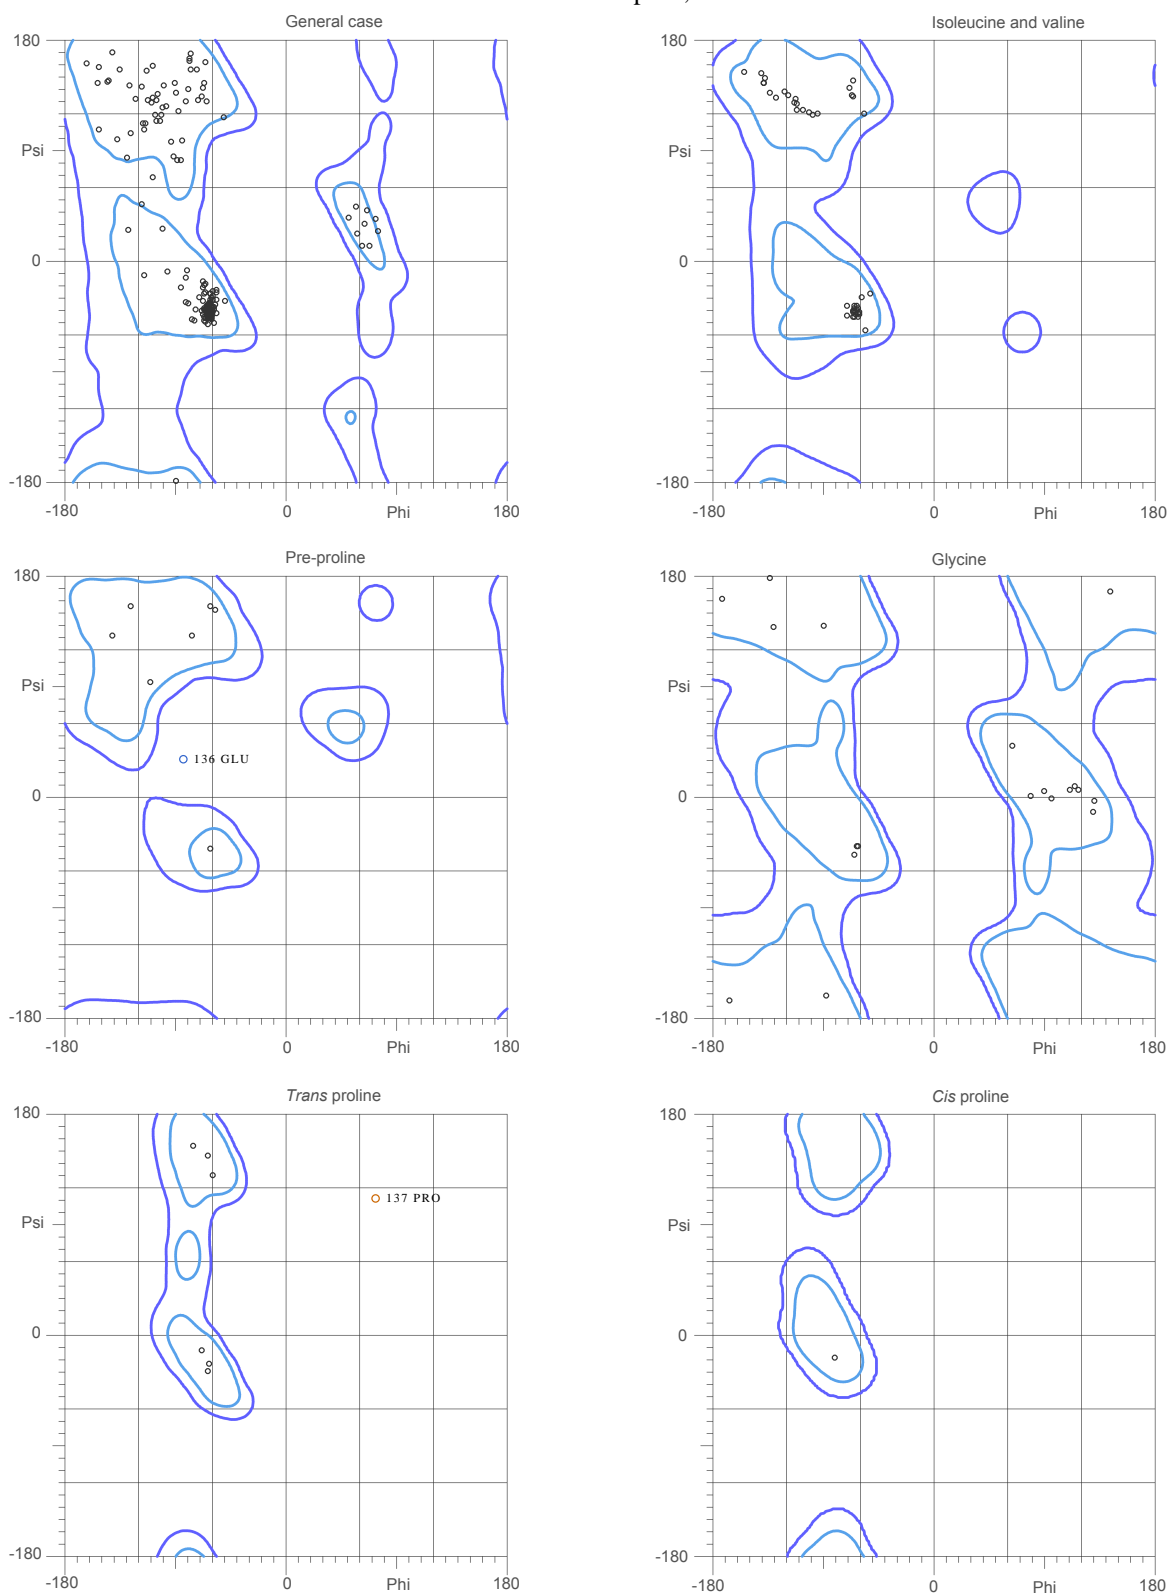 General case
180
Psi
0
-180
-180
0
Phi
180
Isoleucine and valine
180
Psi
0
-180
-180
0
Phi
180
Pre-proline
180
Psi
136 GLU
0
-180
-180
0
Phi
180
Glycine
180
Psi
0
-180
-180
0
Phi
180
Trans proline
180
137 PRO
Psi
0
-180
-180
0
Phi
180
Cis proline
180
Psi
0
-180
-180
0
Phi
180